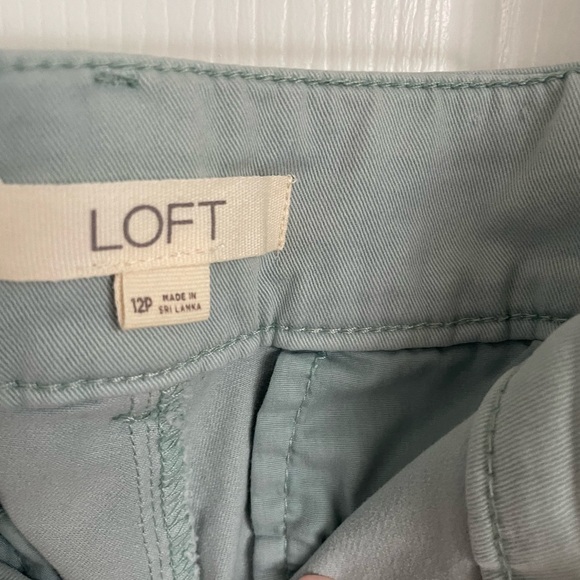 LOFT
12P
MADE IN
SRI LANKA